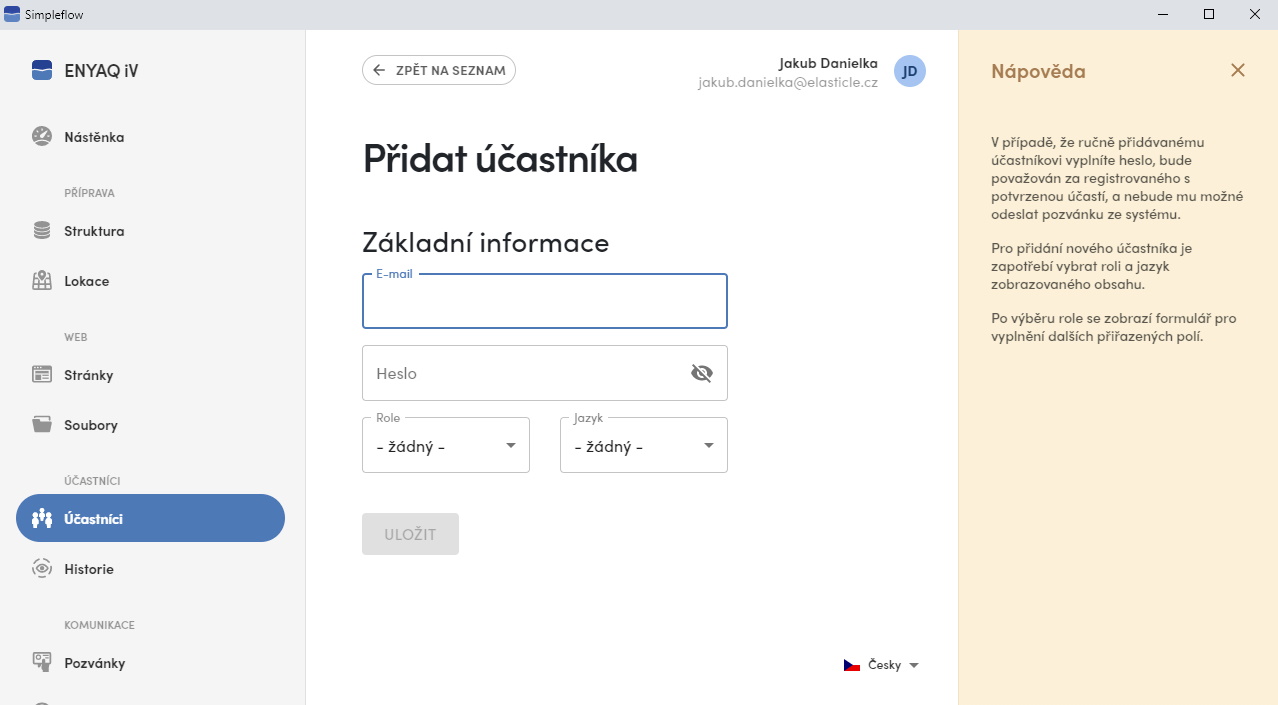 Simpleflow
ENYAQ iV
Nástěnka
PŘÍPRAVA
Struktura
Lokace
WEB
Stránky
Soubory
ÚČASTNÍCI
Účastníci
Historie
KOMUNIKACE
Pozvánky
ZPĚT NA SEZNAM
Jakub Danielka
jakub.danielka@elasticle.cz
JD
Přidat účastníka
Základní informace
E-mail
Heslo
Role
- žádný -
Jazyk
- žádný -
ULOŽIT
Česky
Nápověda
V případě, že ručně přidávanému
účastníkovi vyplníte heslo, bude
považován za registrovaného s
potvrzenou účastí, a nebude mu možné
odeslat pozvánku ze systému.
Pro přidání nového účastníka je
zapotřebí vybrat roli a jazyk
zobrazovaného obsahu.
Po výběru role se zobrazí formulář pro
vyplnění dalších přiřazených polí.